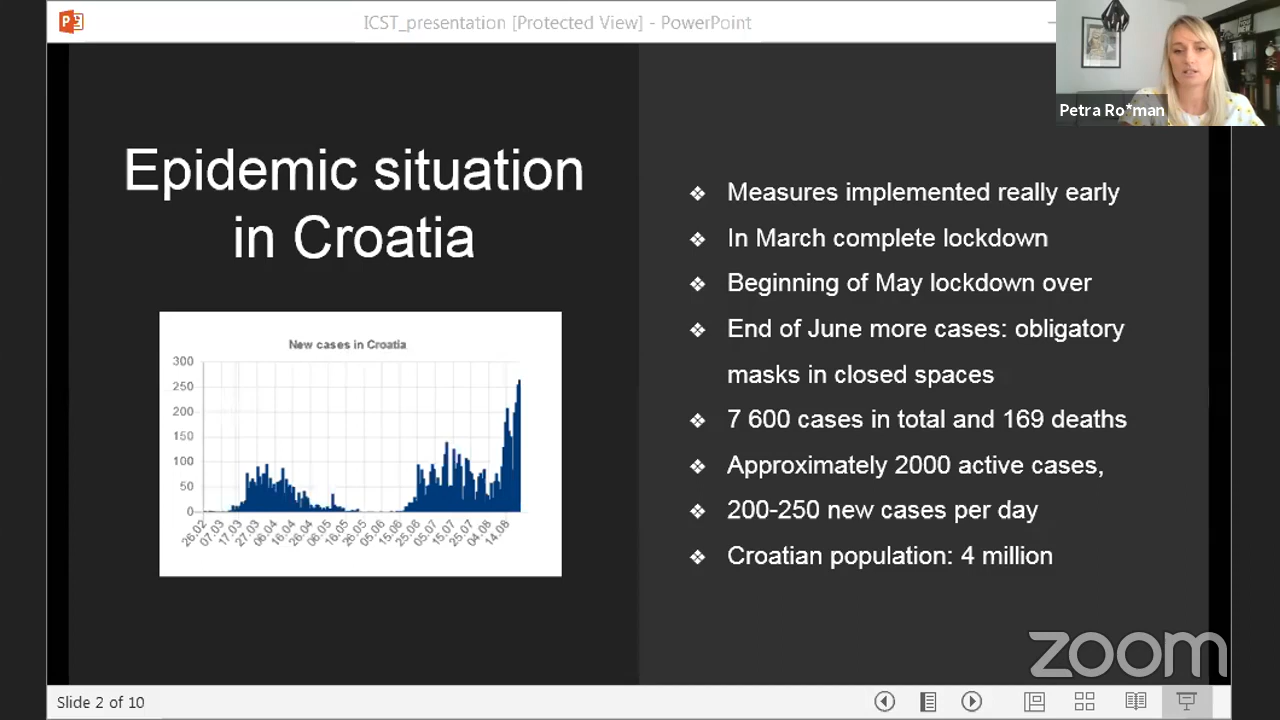 ICST_presentation [Protected View] - PowerPoint
Petra Ro*man
Epidemic situation
in Croatia
New cases in Croatia
300
250
200
150
100
50
0
26.02
07.03
17.03
27.03
06.04
16.04
26.04
06.05
16.05
26.05
05.06
15.06
25.06
05.07
15.07
25.07
04.08
14.08
❖ Measures implemented really early
❖ In March complete lockdown
❖ Beginning of May lockdown over
❖ End of June more cases: obligatory
masks in closed spaces
❖ 7 600 cases in total and 169 deaths
❖ Approximately 2000 active cases,
❖ 200-250 new cases per day
❖ Croatian population: 4 million
zoom
Slide 2 of 10